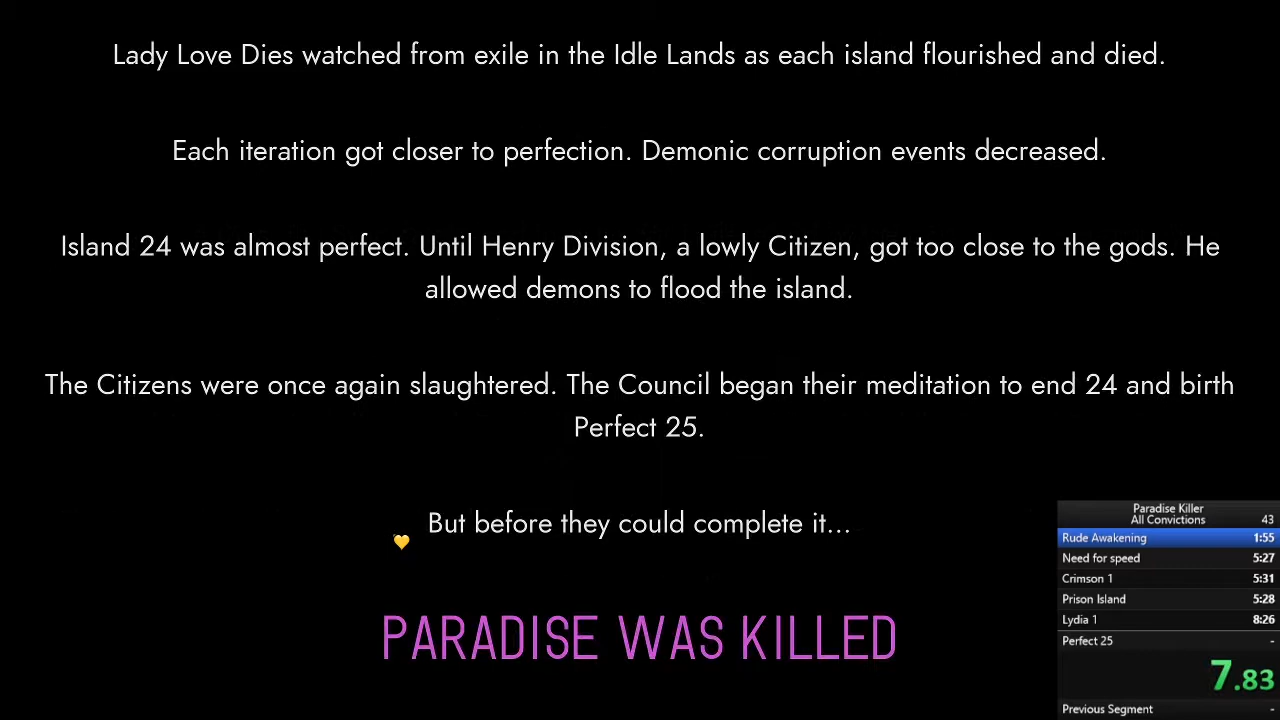 Lady Love Dies watched from exile in the Idle Lands as each island flourished and died.
Each iteration got closer to perfection. Demonic corruption events decreased.
Island 24 was almost perfect. Until Henry Division, a lowly Citizen, got too close to the gods. He
allowed demons to flood the island.
The Citizens were once again slaughtered. The Council began their meditation to end 24 and birth
Perfect 25.
But before they could complete it...
PARADISE WAS KILLED
Paradise Killer
All Convictions 43
Rude Awakening 1:55
Need for speed 5:27
Crimson 1 5:31
Prison Island 5:28
Lydia 1 8:26
Perfect 25 -
7.83
Previous Segment -